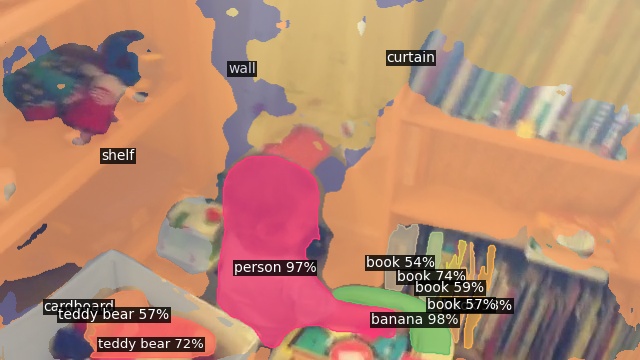 wall
curtain
shelf
person 97%
book 54%
book 74%
book 59%
book 57%
cardboard
teddy bear 57%
banana 98%
teddy bear 72%